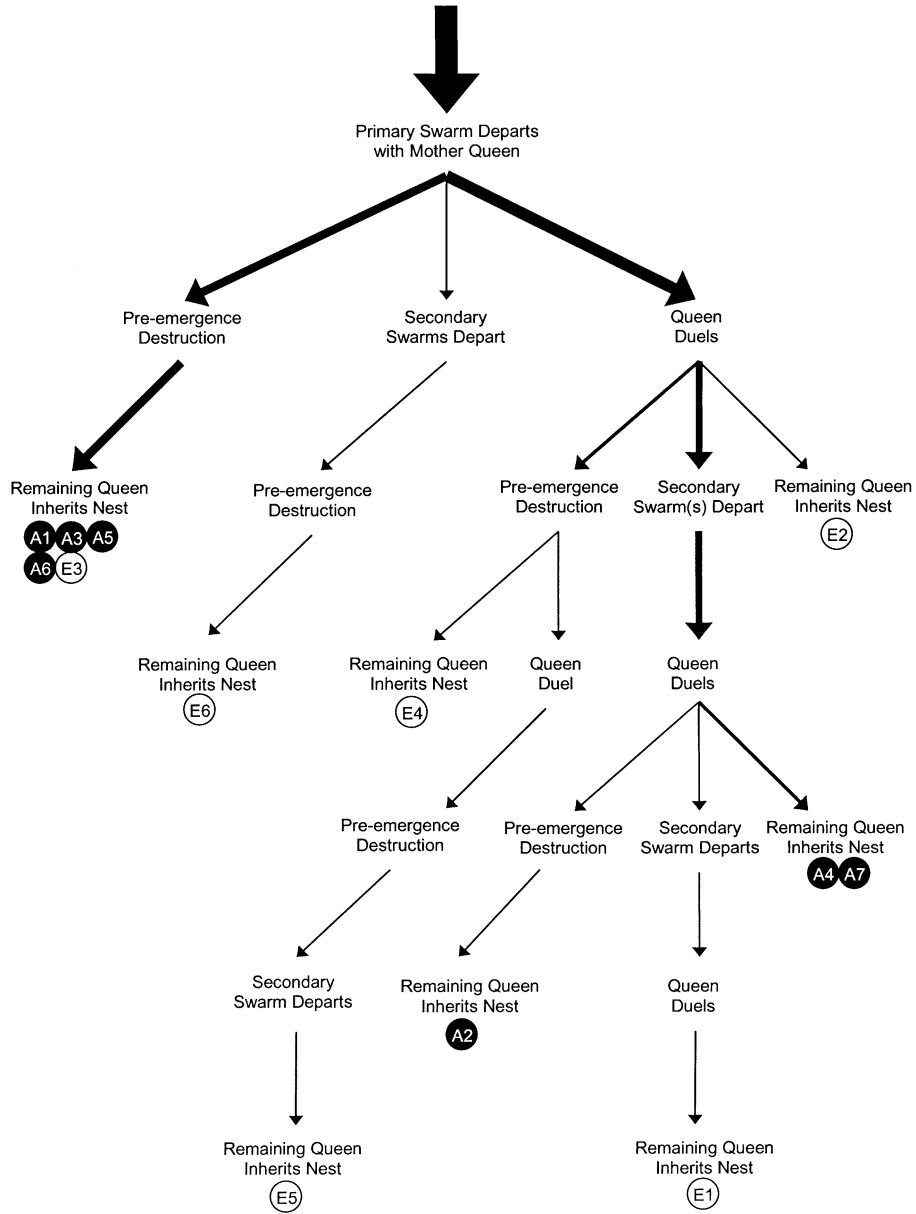 Primary Swarm Departs
with Mother Queen
Pre-emergence
Destruction
Secondary
Swarms Depart
Queen
Duels
Remaining Queen
Inherits Nest
A1 A3 A5
A6 E3
Pre-emergence
Destruction
Pre-emergence
Destruction
Secondary
Swarm(s) Depart
Remaining Queen
Inherits Nest
E2
Remaining Queen
Inherits Nest
E6
Remaining Queen
Inherits Nest
E4
Queen
Duel
Queen
Duels
Pre-emergence
Destruction
Pre-emergence
Destruction
Secondary
Swarm Departs
Remaining Queen
Inherits Nest
A4 A7
Secondary
Swarm Departs
Remaining Queen
Inherits Nest
A2
Queen
Duels
Remaining Queen
Inherits Nest
E5
Remaining Queen
Inherits Nest
E1